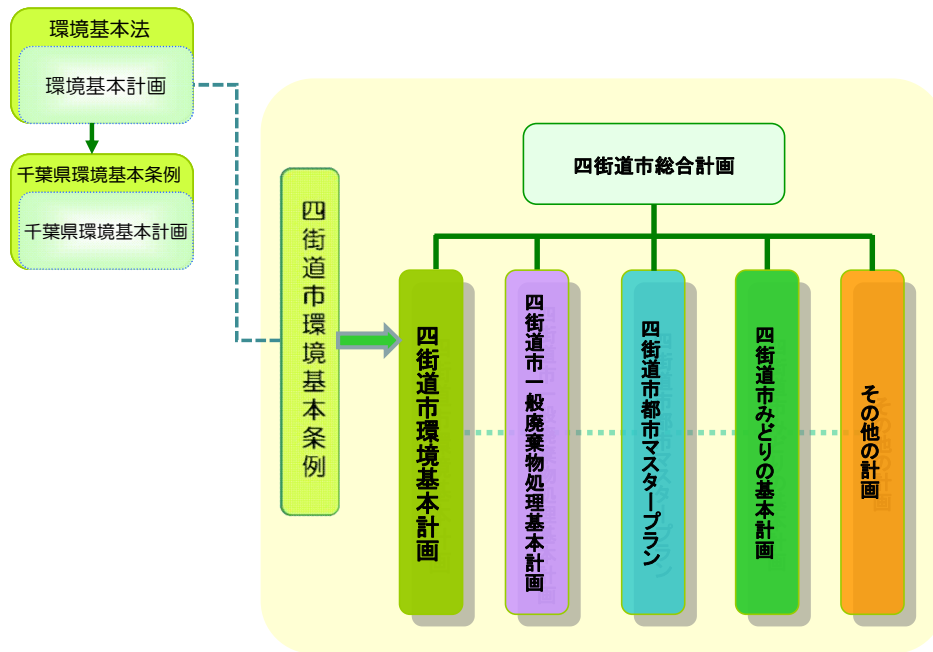 環境基本法
環境基本計画
千葉県環境基本条例
千葉県環境基本計画
四街道市環境基本条例
四街道市総合計画
四街道市環境基本計画
四街道市一般廃棄物処理基本計画
四街道市都市マスタープラン
四街道市みどりの基本計画
その他の計画